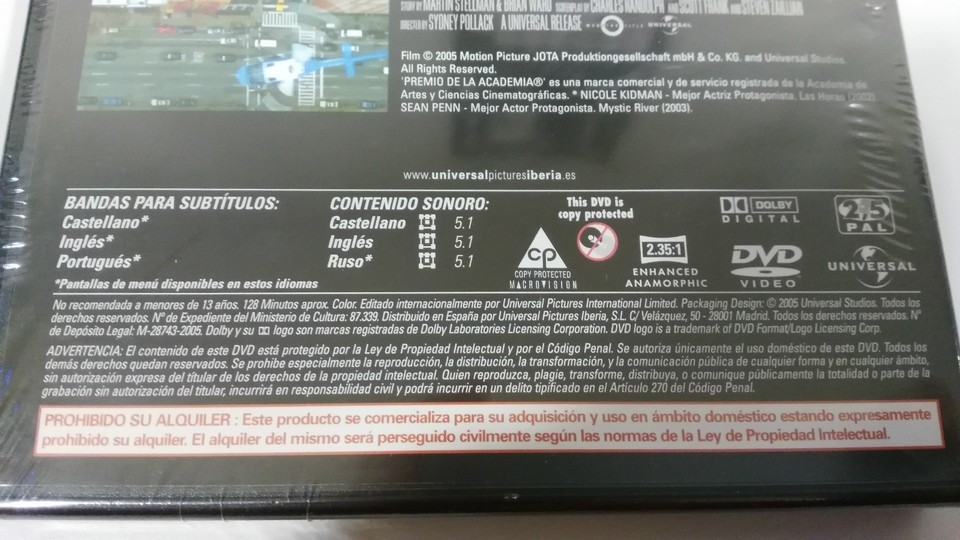 STORY BY MARTIN STELLMAN & BRIAN WARD SCREENPLAY BY CHARLES RANDOLPH AND SCOTT FRANK AND STEVEN ZAILLIAN
DIRECTED BY SYDNEY POLLACK A UNIVERSAL RELEASE UNIVERSAL
Film © 2005 Motion Picture JOTA Produktionsgesellschaft mbH & Co. KG. and Universal Studios.
All Rights Reserved.
'PREMIO DE LA ACADEMIA®' es una marca comercial y de servicio registrada de la Academia de
Artes y Ciencias Cinematográficas. * NICOLE KIDMAN - Mejor Actriz Protagonista. Las Horas (2002)
SEAN PENN - Mejor Actor Protagonista. Mystic River (2003).
www.universalpicturesiberia.es
BANDAS PARA SUBTÍTULOS:
Castellano*
Inglés*
Portugués*
*Pantallas de menú disponibles en estos idiomas
CONTENIDO SONORO:
Castellano 5.1
Inglés 5.1
Ruso* 5.1
This DVD is
copy protected
cp
COPY PROTECTED
MACROVISION
2.35:1
ENHANCED
ANAMORPHIC
DOLBY
DIGITAL
DVD
VIDEO
2,5
PAL
UNIVERSAL
No recomendada a menores de 13 años. 128 Minutos aprox. Color. Editado internacionalmente por Universal Pictures International Limited. Packaging Design: © 2005 Universal Studios. Todos los
derechos reservados. Nº de Expediente del Ministerio de Cultura: 87.339. Distribuido en España por Universal Pictures Iberia, S.L. C/ Velázquez, 50 - 28001 Madrid. Todos los derechos reservados. Nº
de Depósito Legal: M-28743-2005. Dolby y su logo son marcas registradas de Dolby Laboratories Licensing Corporation. DVD logo is a trademark of DVD Format/Logo Licensing Corp.
ADVERTENCIA: El contenido de este DVD está protegido por la Ley de Propiedad Intelectual y por el Código Penal. Se autoriza únicamente el uso doméstico de este DVD. Todos los
demás derechos quedan reservados. Se prohíbe especialmente la reproducción, la distribución, la transformación, y la comunicación pública de cualquier forma y en cualquier ámbito,
sin autorización expresa del títular de los derechos de la propiedad intelectual. Quien reproduzca, plagie, transforme, distribuya, o comunique públicamente la totalidad o parte de la
grabación sin autorización del titular, incurrirá en responsabilidad civil y podrá incurrir en un delito tipificado en el Artículo 270 del Código Penal.
PROHIBIDO SU ALQUILER : Este producto se comercializa para su adquisición y uso en ámbito doméstico estando expresamente
prohibido su alquiler. El alquiler del mismo será perseguido civilmente según las normas de la Ley de Propiedad Intelectual.